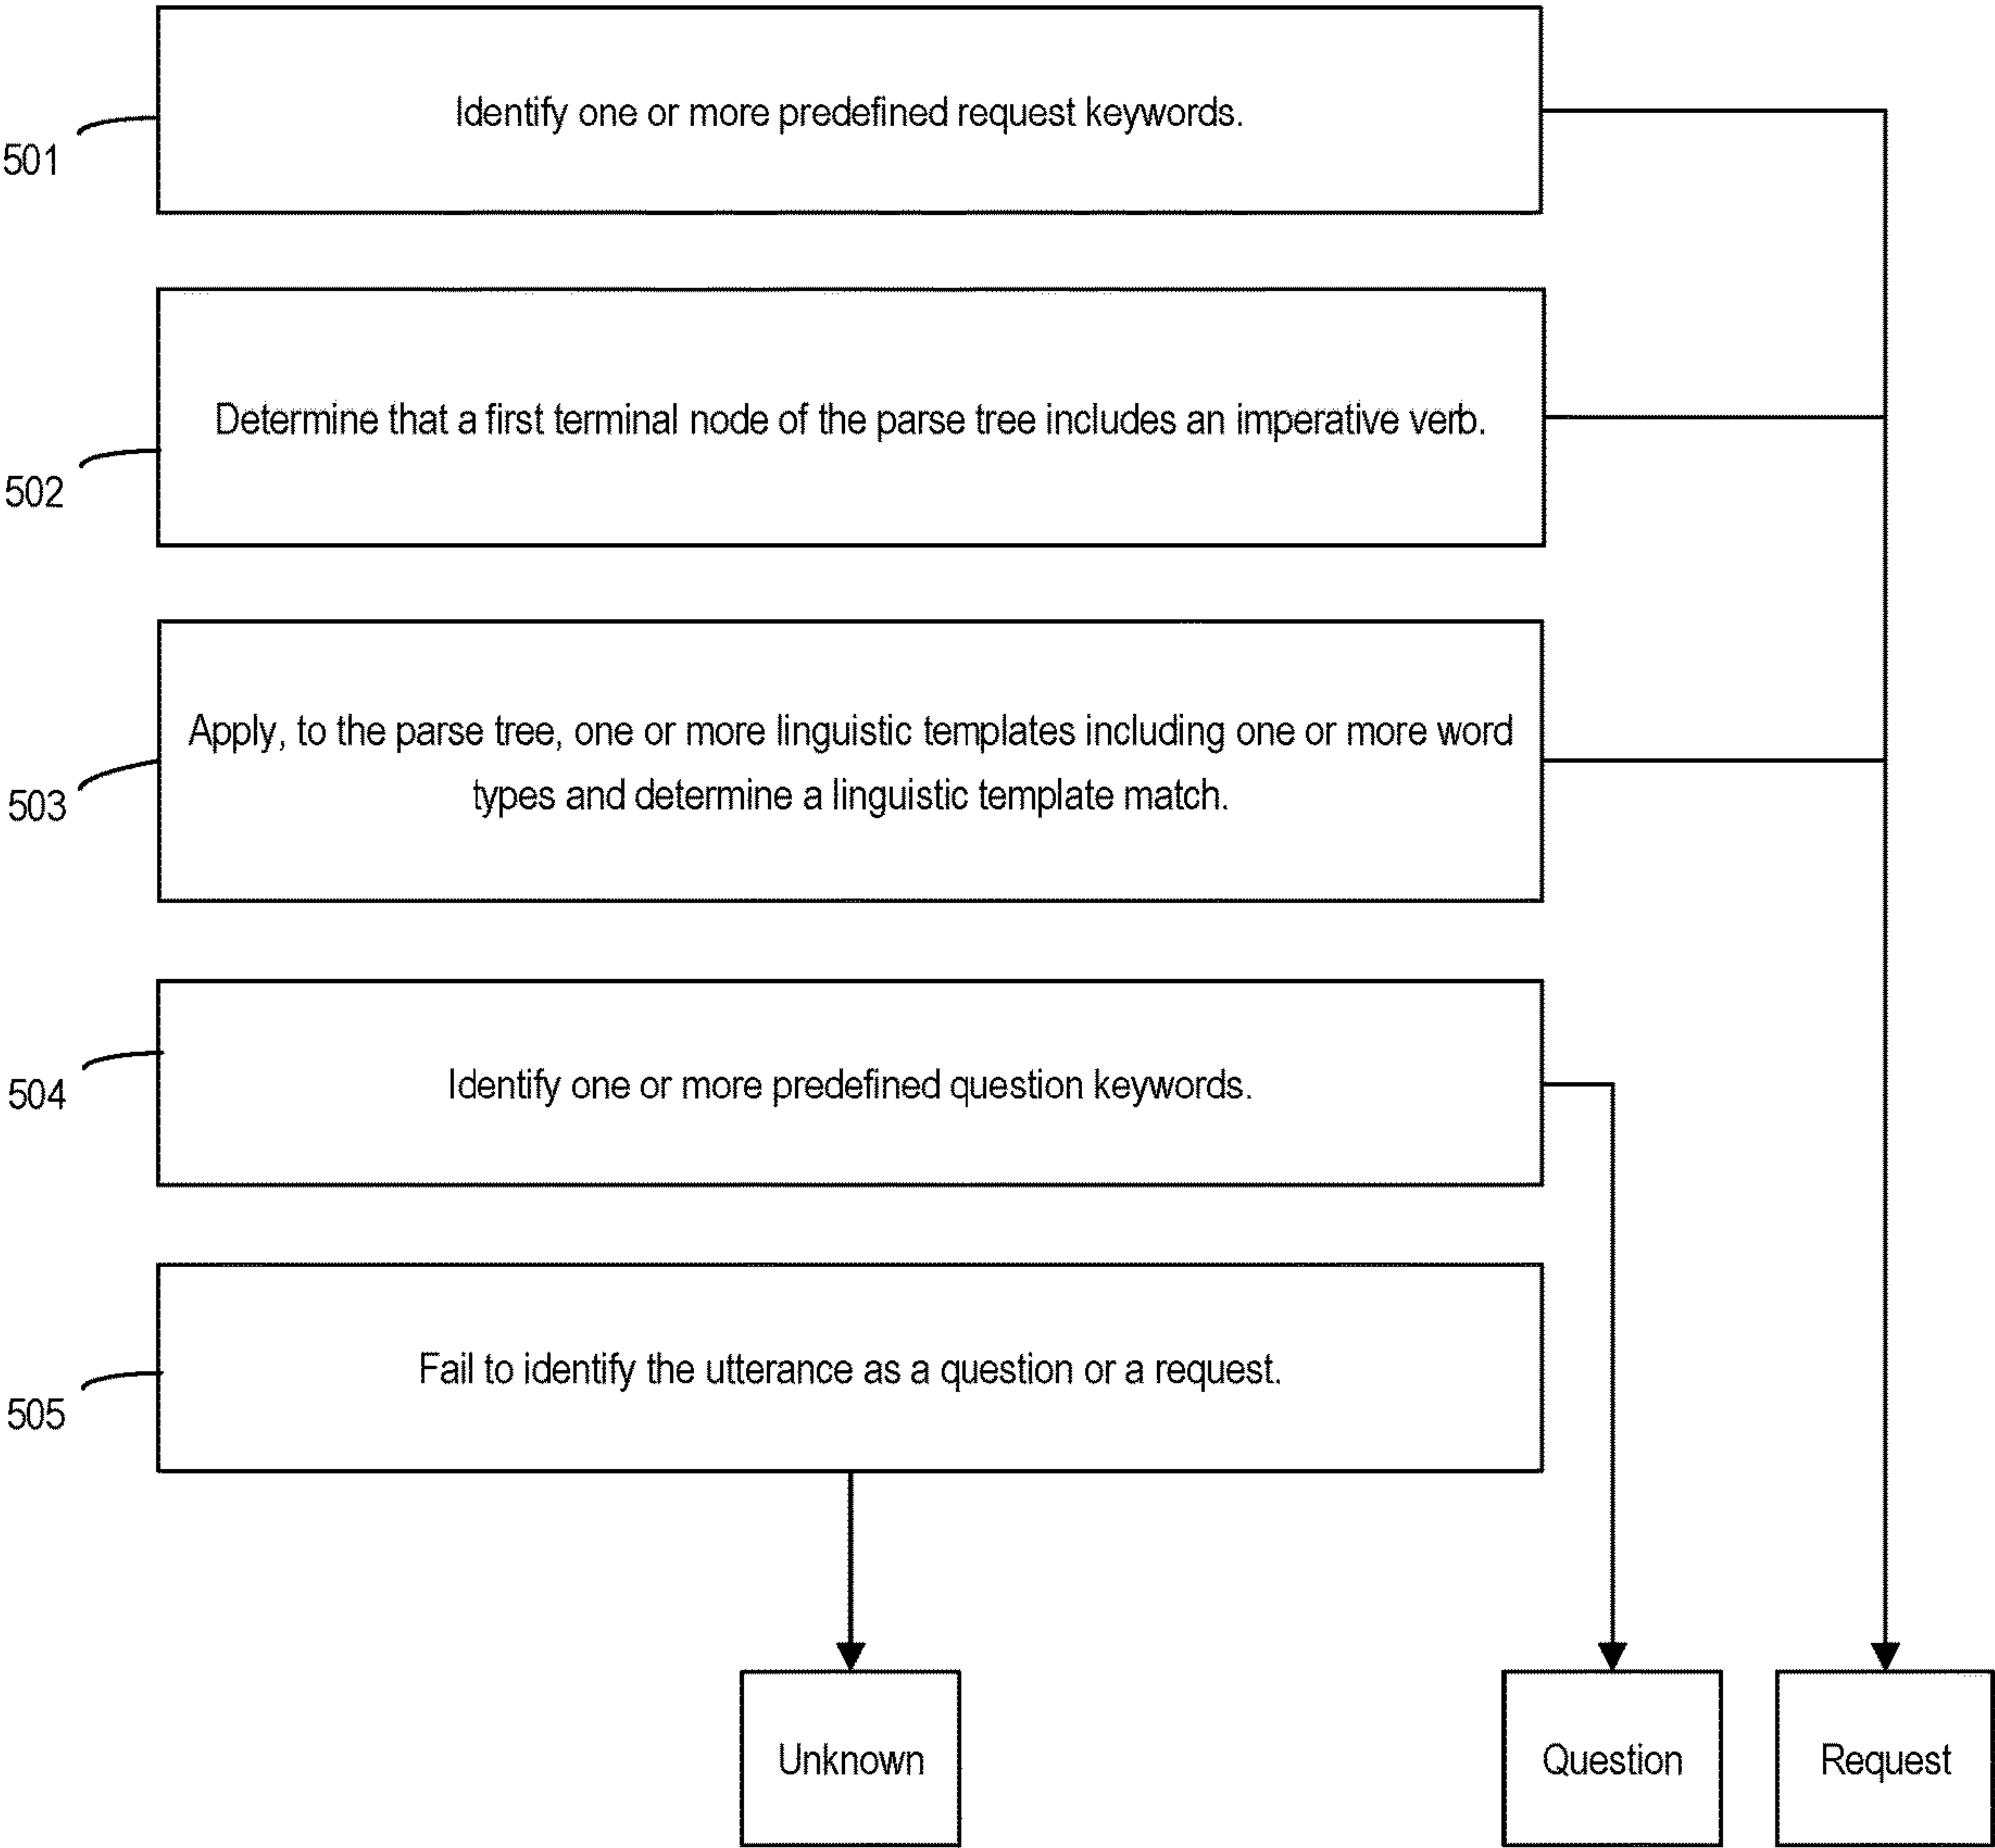 Identify one or more predefined request keywords.
501
Determine that a first terminal node of the parse tree includes an imperative verb.
502
Apply, to the parse tree, one or more linguistic templates including one or more word
types and determine a linguistic template match.
503
Identify one or more predefined question keywords.
504
Fail to identify the utterance as a question or a request.
505
Unknown
Question
Request